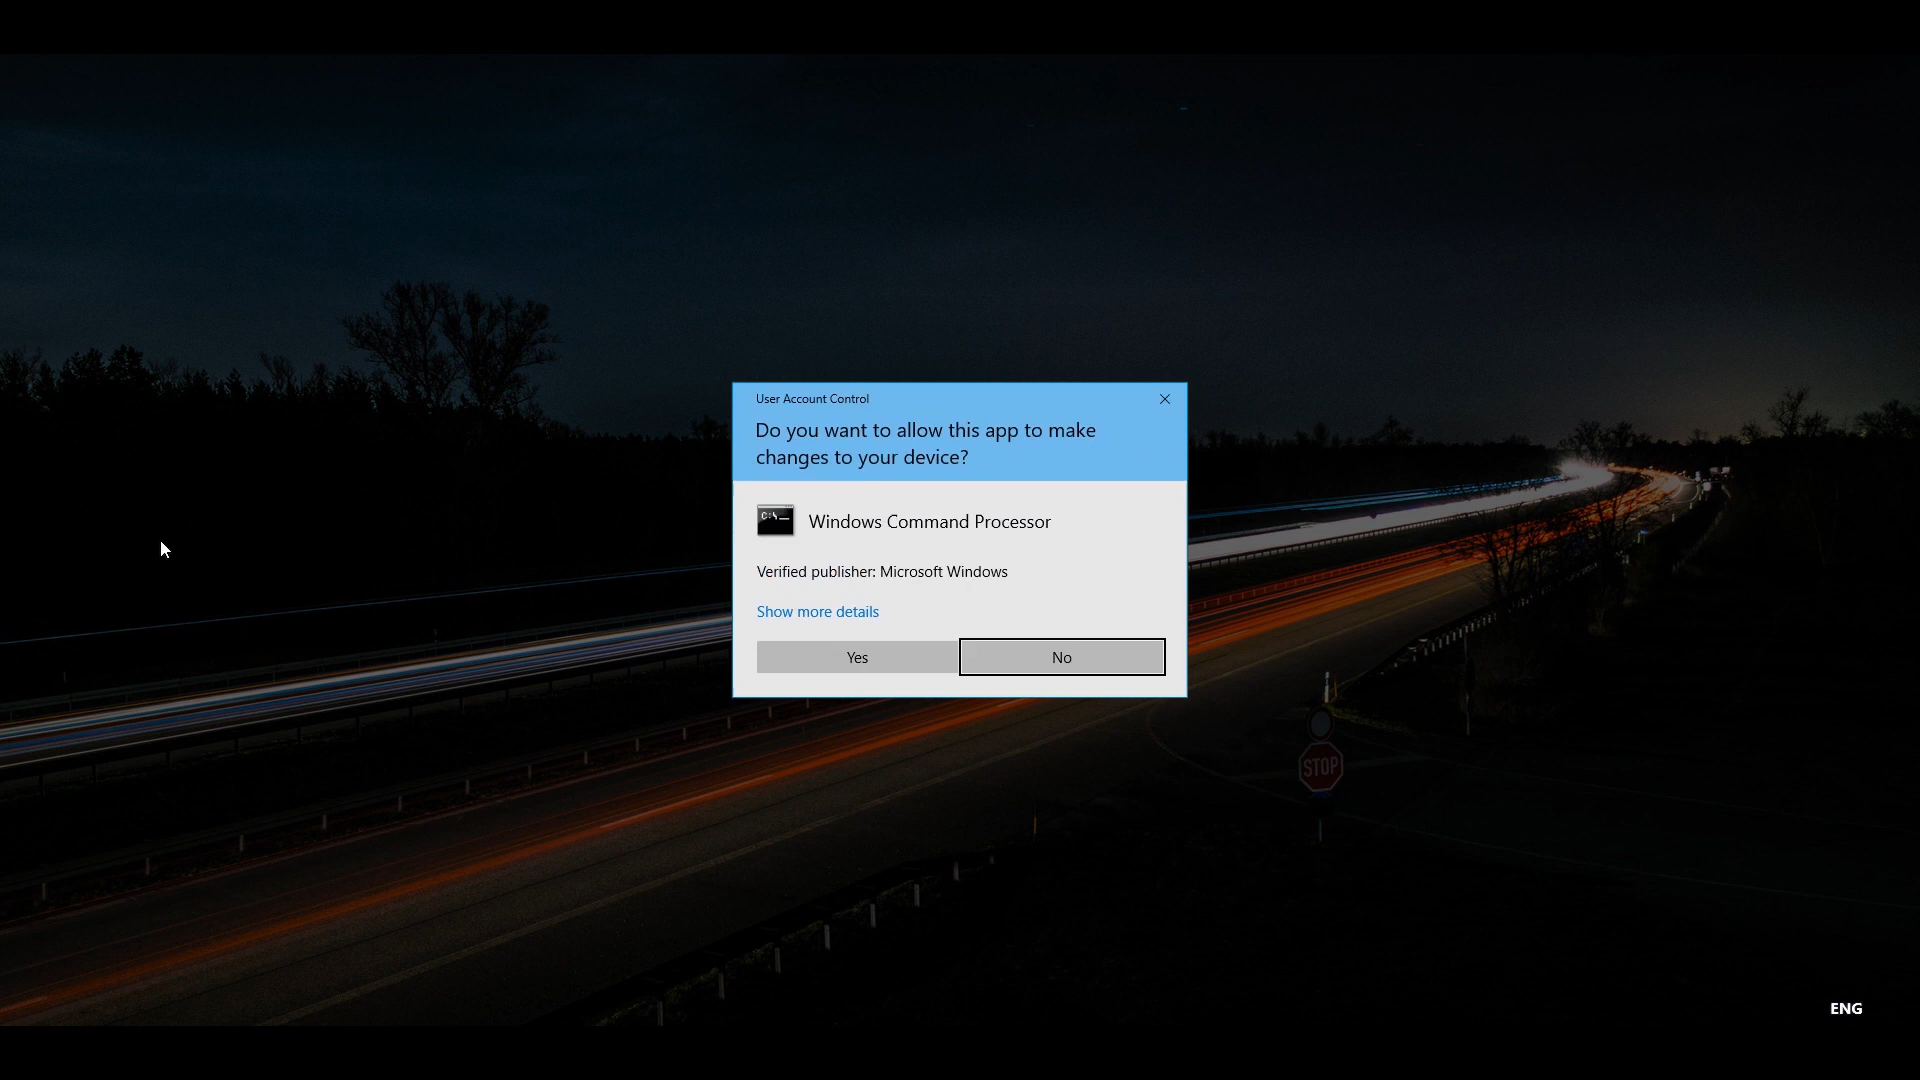 User Account Control
Do you want to allow this app to make
changes to your device?
C:\_
Windows Command Processor
Verified publisher: Microsoft Windows
Show more details
Yes No
STOP
ENG